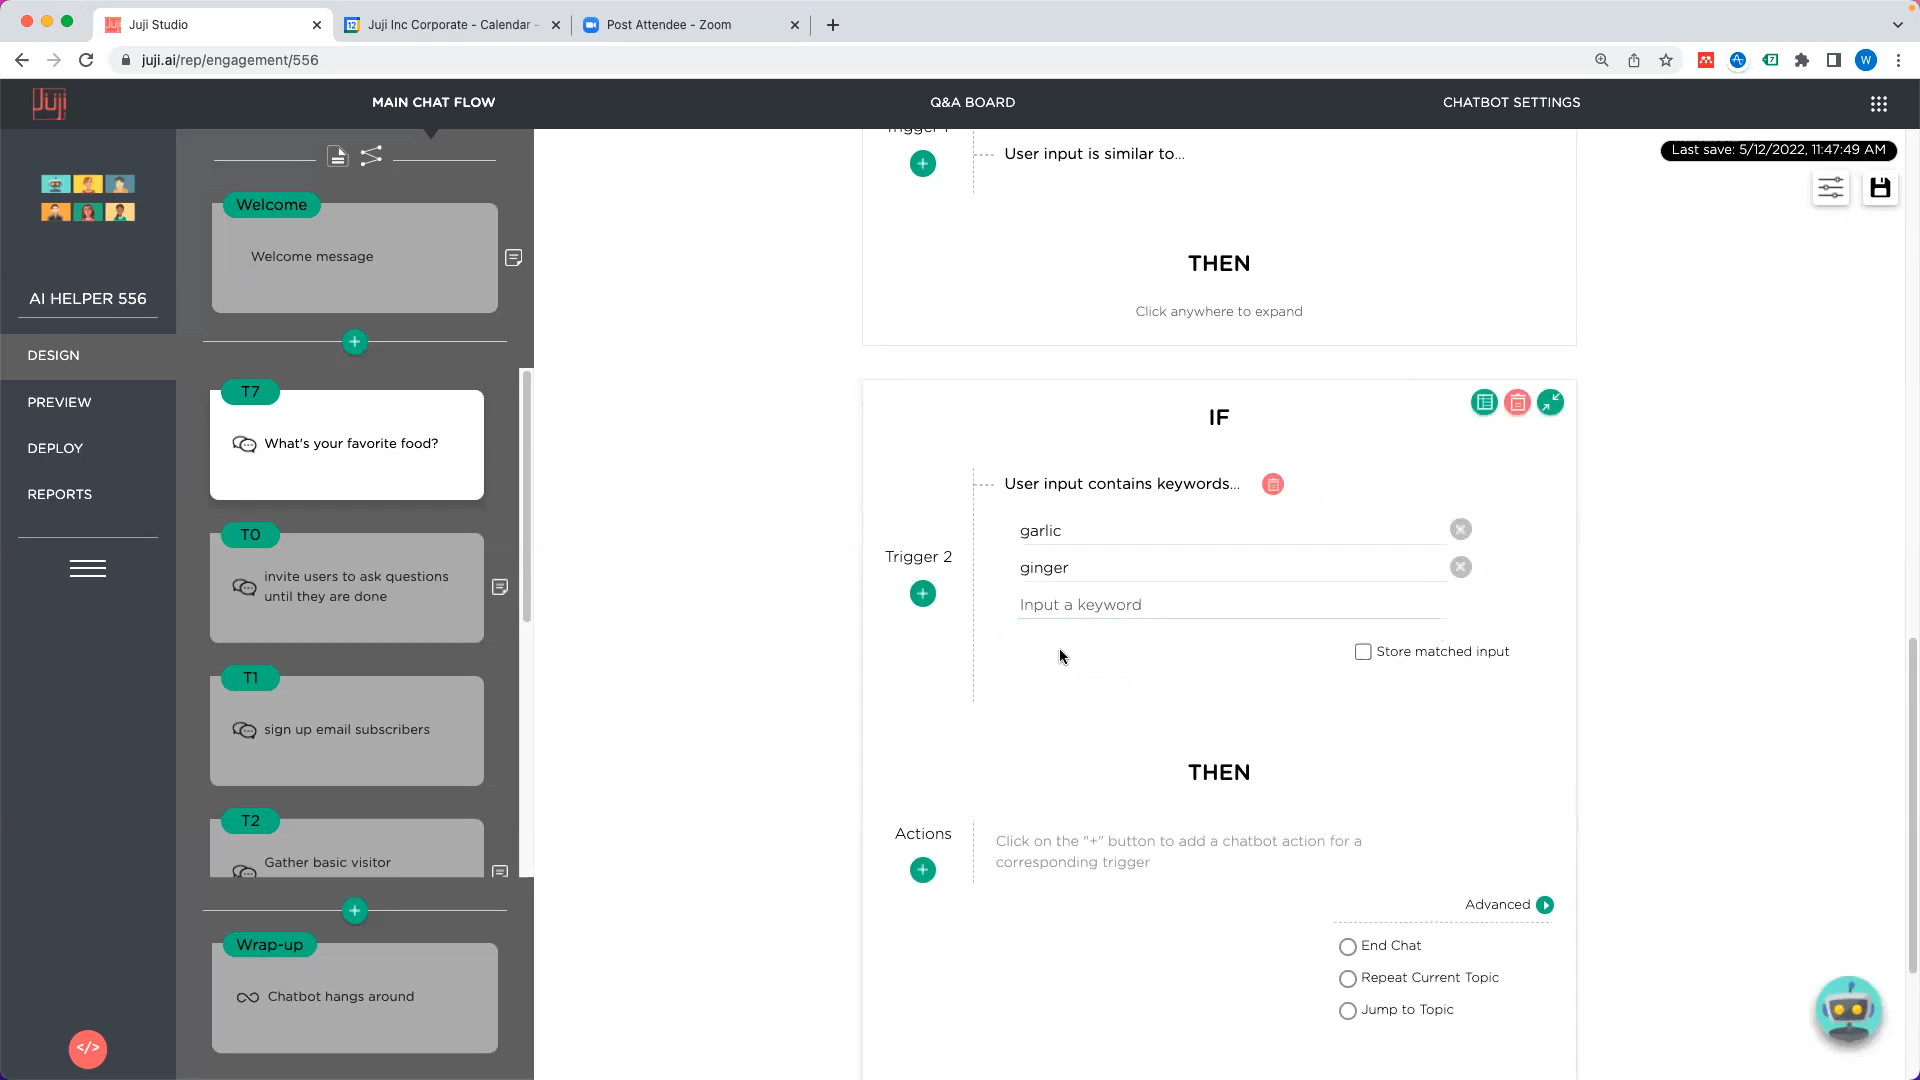 Juji Studio
12
Juji Inc Corporate - Calendar -
Post Attendee - Zoom
juji.ai/rep/engagement/556
W
Juji
MAIN CHAT FLOW
Q&A BOARD
CHATBOT SETTINGS
Last save: 5/12/2022, 11:47:49 AM
AI HELPER 556
DESIGN
PREVIEW
DEPLOY
REPORTS
</>
Welcome
Welcome message
T7
What's your favorite food?
T0
invite users to ask questions
until they are done
T1
sign up email subscribers
T2
Gather basic visitor
Wrap-up
Chatbot hangs around
Trigger 1
User input is similar to...
THEN
Click anywhere to expand
IF
User input contains keywords...
garlic
Trigger 2
ginger
Input a keyword
Store matched input
THEN
Actions
Click on the "+" button to add a chatbot action for a
corresponding trigger
Advanced
End Chat
Repeat Current Topic
Jump to Topic